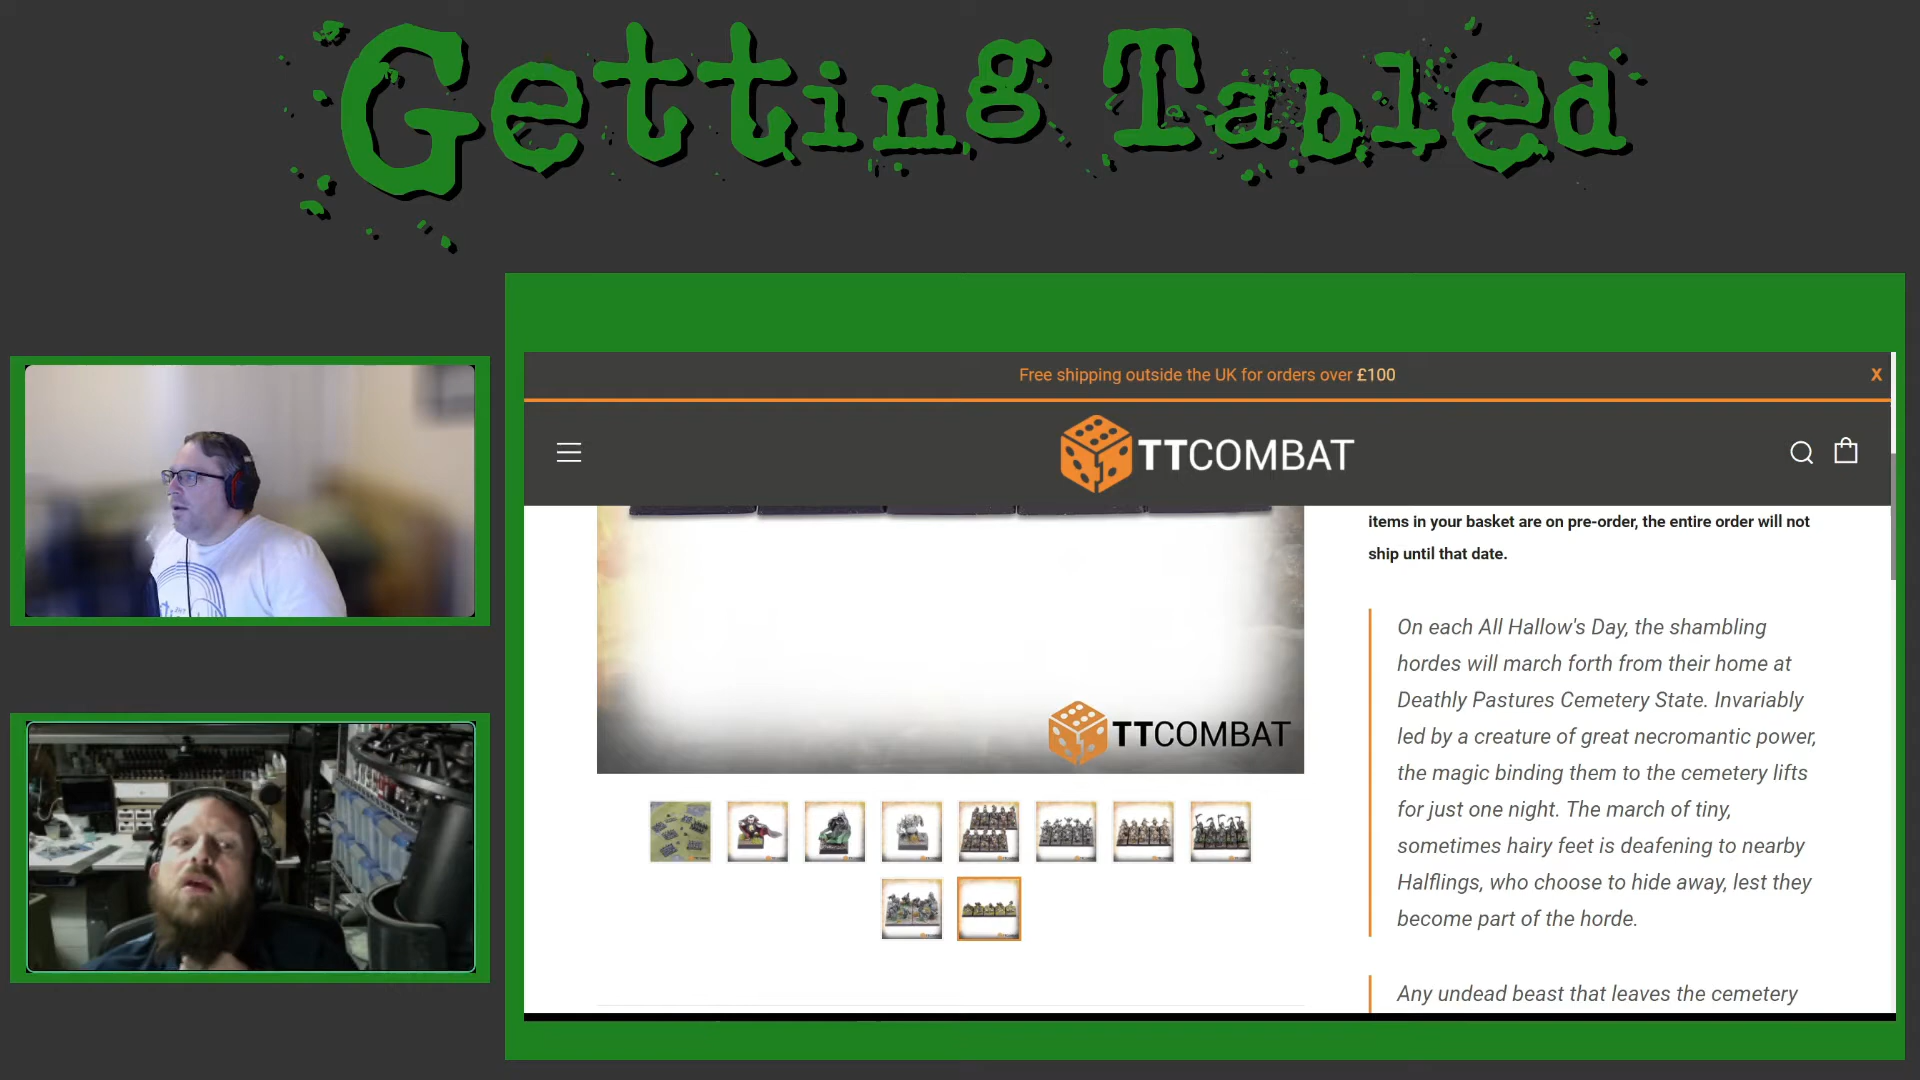 Getting Tabled
Free shipping outside the UK for orders over £100
X
TTCOMBAT
items in your basket are on pre-order, the entire order will not
ship until that date.
TTCOMBAT
On each All Hallow's Day, the shambling
hordes will march forth from their home at
Deathly Pastures Cemetery State. Invariably
led by a creature of great necromantic power,
the magic binding them to the cemetery lifts
for just one night. The march of tiny,
sometimes hairy feet is deafening to nearby
Halflings, who choose to hide away, lest they
become part of the horde.
Any undead beast that leaves the cemetery